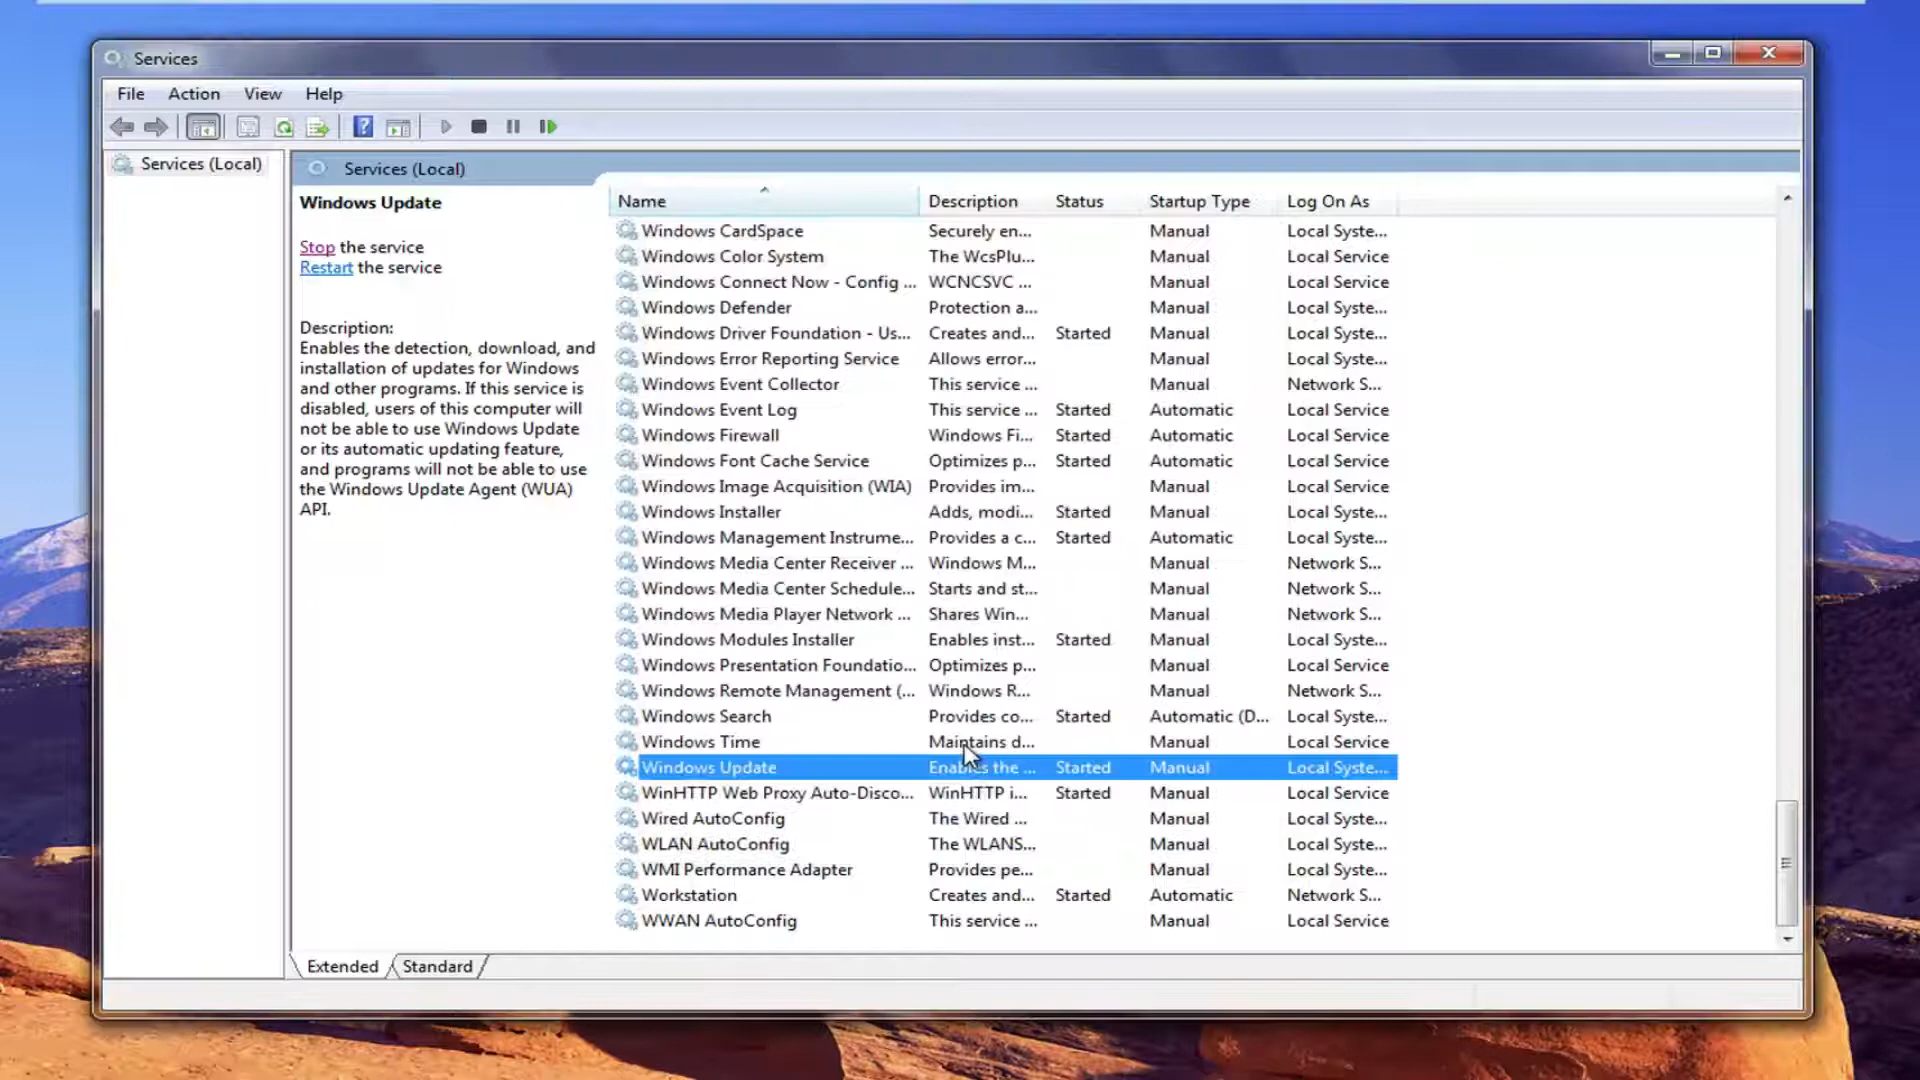 Services
File Action View Help
Services (Local)
Services (Local)
Windows Update
Stop the service
Restart the service
Description:
Enables the detection, download, and
installation of updates for Windows
and other programs. If this service is
disabled, users of this computer will
not be able to use Windows Update
or its automatic updating feature,
and programs will not be able to use
the Windows Update Agent (WUA)
API.
Name Description Status Startup Type Log On As
Windows CardSpace Securely en... Manual Local Syste...
Windows Color System The WcsPlu... Manual Local Service
Windows Connect Now - Config ... WCNCSVC ... Manual Local Service
Windows Defender Protection a... Manual Local Syste...
Windows Driver Foundation - Us... Creates and... Started Manual Local Syste...
Windows Error Reporting Service Allows error... Manual Local Syste...
Windows Event Collector This service ... Manual Network S...
Windows Event Log This service ... Started Automatic Local Service
Windows Firewall Windows Fi... Started Automatic Local Service
Windows Font Cache Service Optimizes p... Started Automatic Local Service
Windows Image Acquisition (WIA) Provides im... Manual Local Service
Windows Installer Adds, modi... Started Manual Local Syste...
Windows Management Instrume... Provides a c... Started Automatic Local Syste...
Windows Media Center Receiver ... Windows M... Manual Network S...
Windows Media Center Schedule... Starts and st... Manual Network S...
Windows Media Player Network ... Shares Win... Manual Network S...
Windows Modules Installer Enables inst... Started Manual Local Syste...
Windows Presentation Foundatio... Optimizes p... Manual Local Service
Windows Remote Management (... Windows R... Manual Network S...
Windows Search Provides co... Started Automatic (D... Local Syste...
Windows Time Maintains d... Manual Local Service
Windows Update Enables the ... Started Manual Local Syste...
WinHTTP Web Proxy Auto-Disco... WinHTTP i... Started Manual Local Service
Wired AutoConfig The Wired ... Manual Local Syste...
WLAN AutoConfig The WLANS... Manual Local Syste...
WMI Performance Adapter Provides pe... Manual Local Syste...
Workstation Creates and... Started Automatic Network S...
WWAN AutoConfig This service ... Manual Local Service
Extended Standard